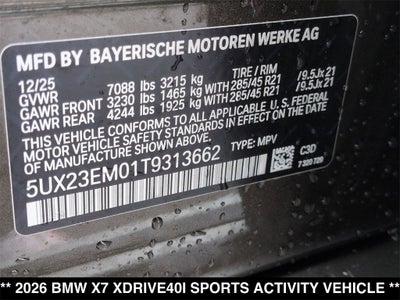 MFD BY BAYERISCHE MOTOREN WERKE AG
12/25 TIRE / RIM
GVWR 7088 lbs 3215 kg
GAWR FRONT 3230 lbs 1465 kg 285/45 R21 / 9.5Jx21
GAWR REAR 4244 lbs 1925 kg 285/45 R21 / 9.5Jx21
THIS VEHICLE CONFORMS TO ALL APPLICABLE U.S. FEDERAL
MOTOR VEHICLE SAFETY STANDARDS
IN EFFECT ON THE DATE OF MANUFACTURE SHOWN ABOVE.
5UX23EM01T9313662 TYPE: MPV C3D
7 320 726
** 2026 BMW X7 XDRIVE40I SPORTS ACTIVITY VEHICLE **